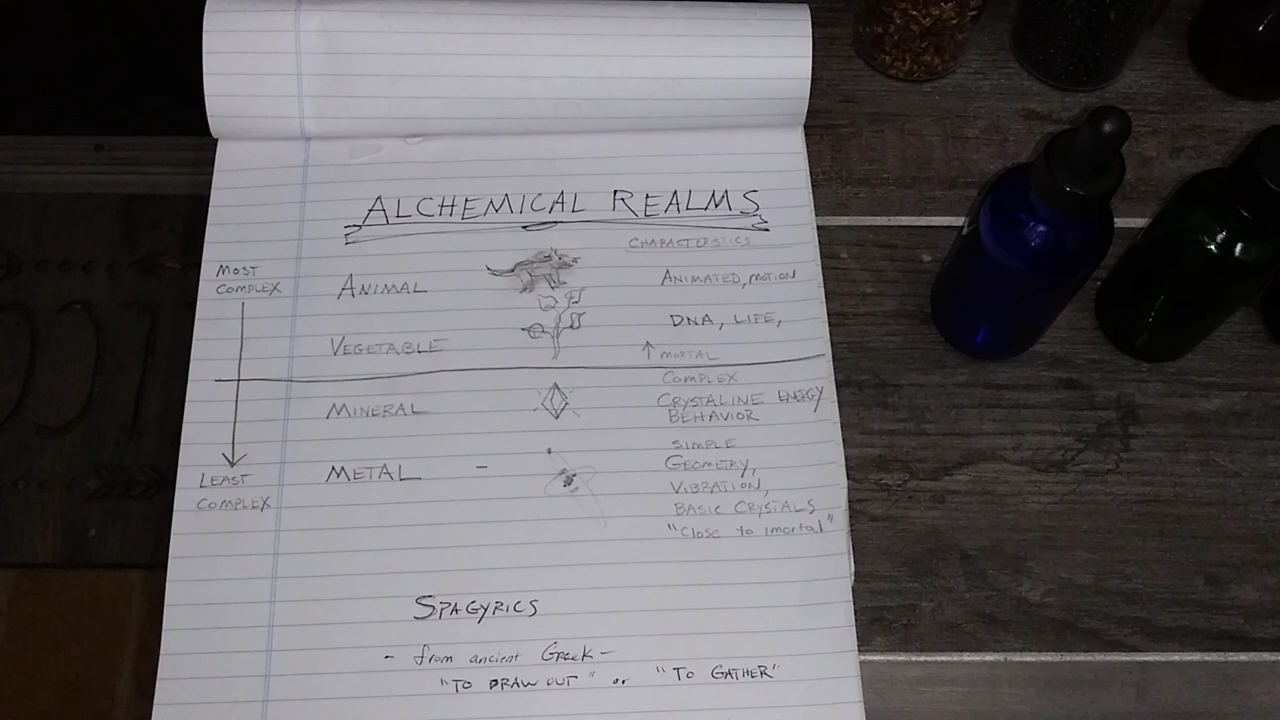 ALCHEMICAL REALMS
CHARACTERISTICS
MOST
COMPLEX
ANIMAL
ANIMATED, MOTION
DNA, LIFE,
VEGETABLE
↑ MORTAL
COMPLEX
MINERAL
CRYSTALINE ENERGY
BEHAVIOR
SIMPLE
METAL -
GEOMETRY,
VIBRATION,
BASIC CRYSTALS
"Close to imortal"
LEAST
COMPLEX
SPAGYRICS
- from ancient Greek -
"TO DRAW OUT" or "TO GATHER"